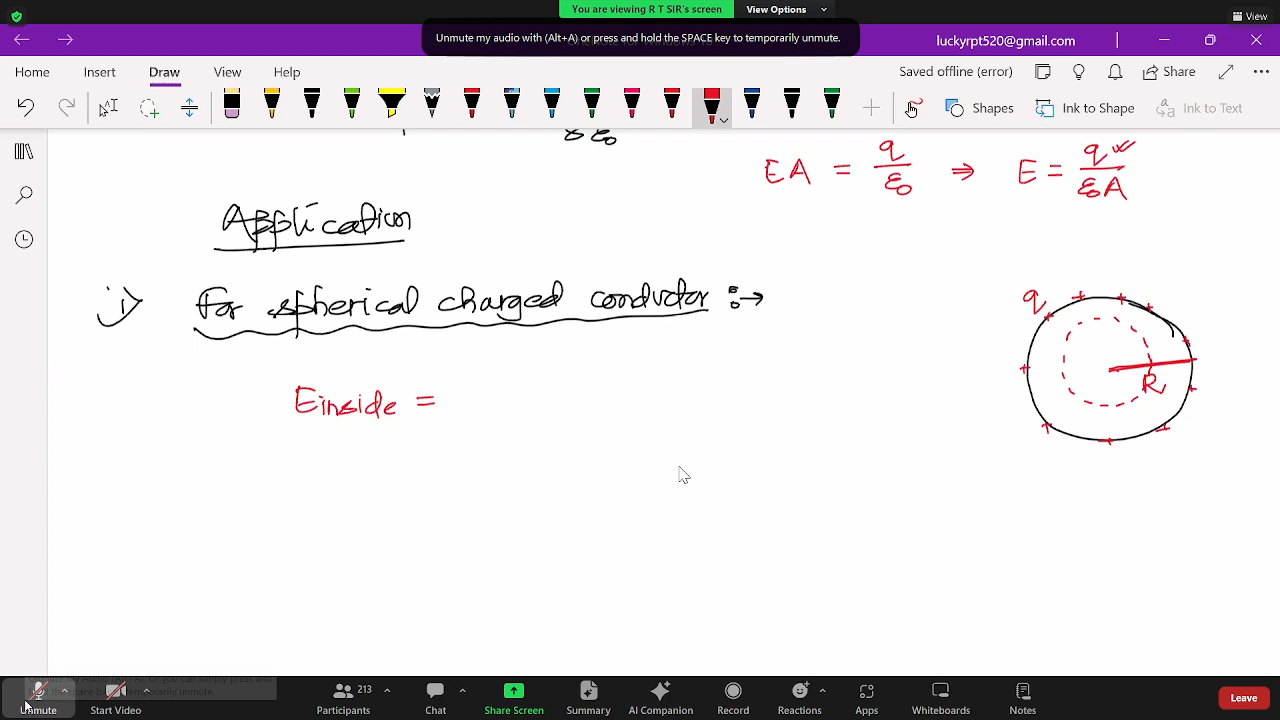 You are viewing R T SIR's screen View Options
View
Unmute my audio with (Alt+A) or press and hold the SPACE key to temporarily unmute.
luckyrpt520@gmail.com
Home Insert Draw View Help
Saved offline (error) Share
Shapes Ink to Shape Ink to Text
ε ε₀
EA = q/ε₀ ⇒ E = q/ε₀A
Application
i) for spherical charged conductor :→
q
R
Einside =
Unmute Start Video 213 Participants Chat Share Screen Summary AI Companion Record Reactions Apps Whiteboards Notes Leave